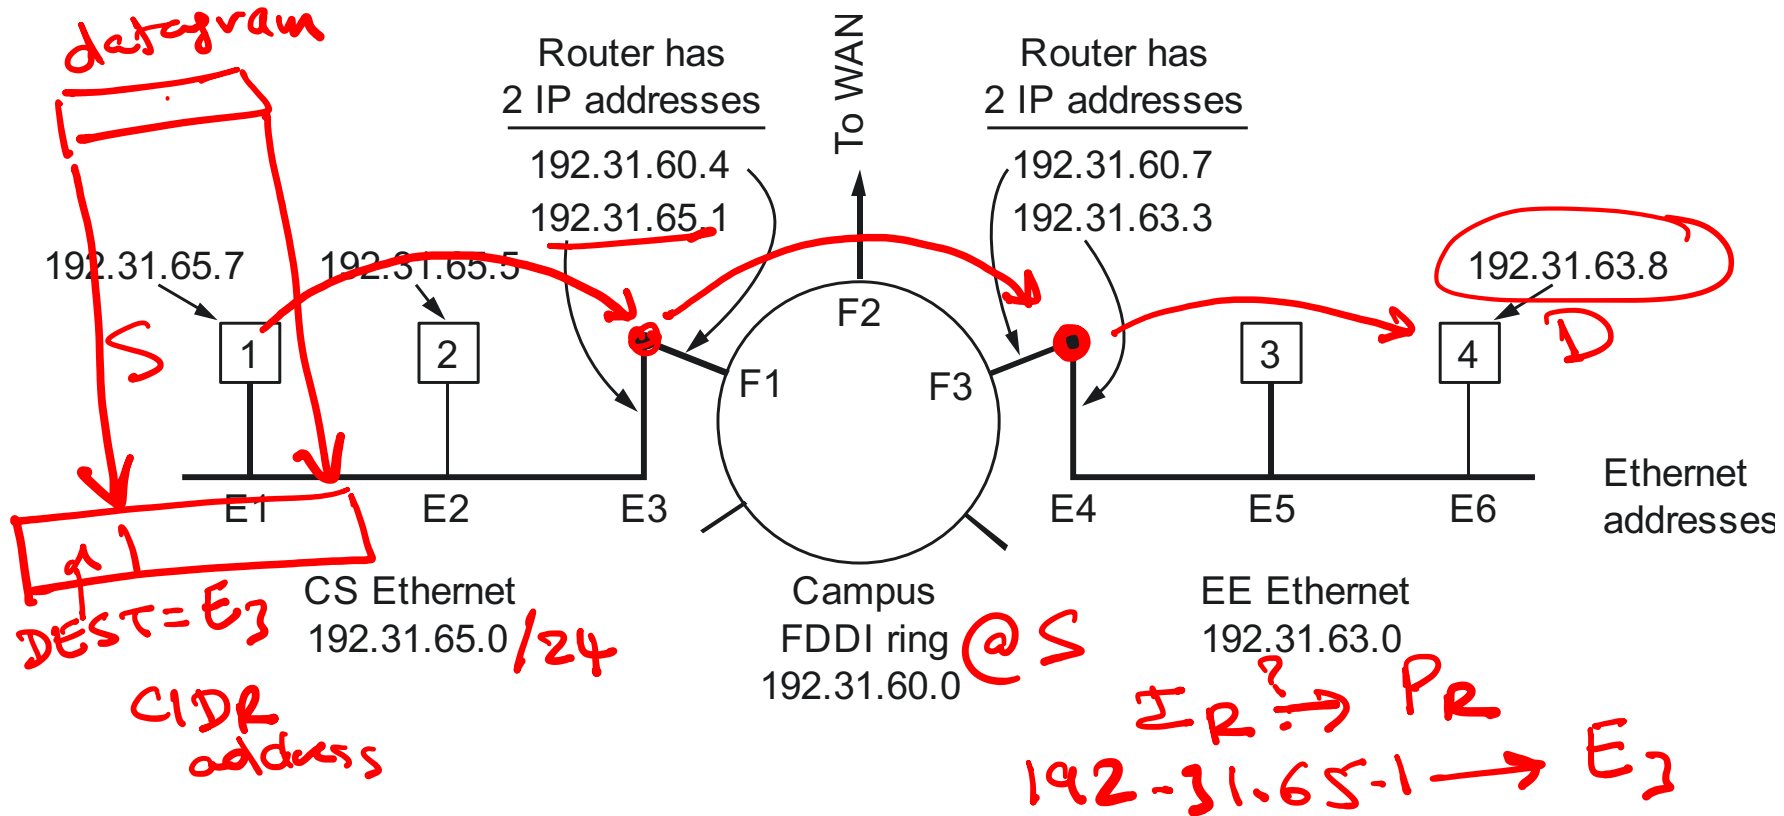 datagram
Router has
2 IP addresses
192.31.60.4
192.31.65.1
To WAN
Router has
2 IP addresses
192.31.60.7
192.31.63.3
192.31.65.7
192.31.65.5
192.31.63.8
S
1
2
F1
F2
F3
3
4
D
E1
E2
E3
E4
E5
E6
Ethernet
addresses
DEST=E3
CS Ethernet
192.31.65.0/24
Campus
FDDI ring
192.31.60.0
@S
EE Ethernet
192.31.63.0
CIDR
address
IR ?→ PR
192.31.65.1 → E3